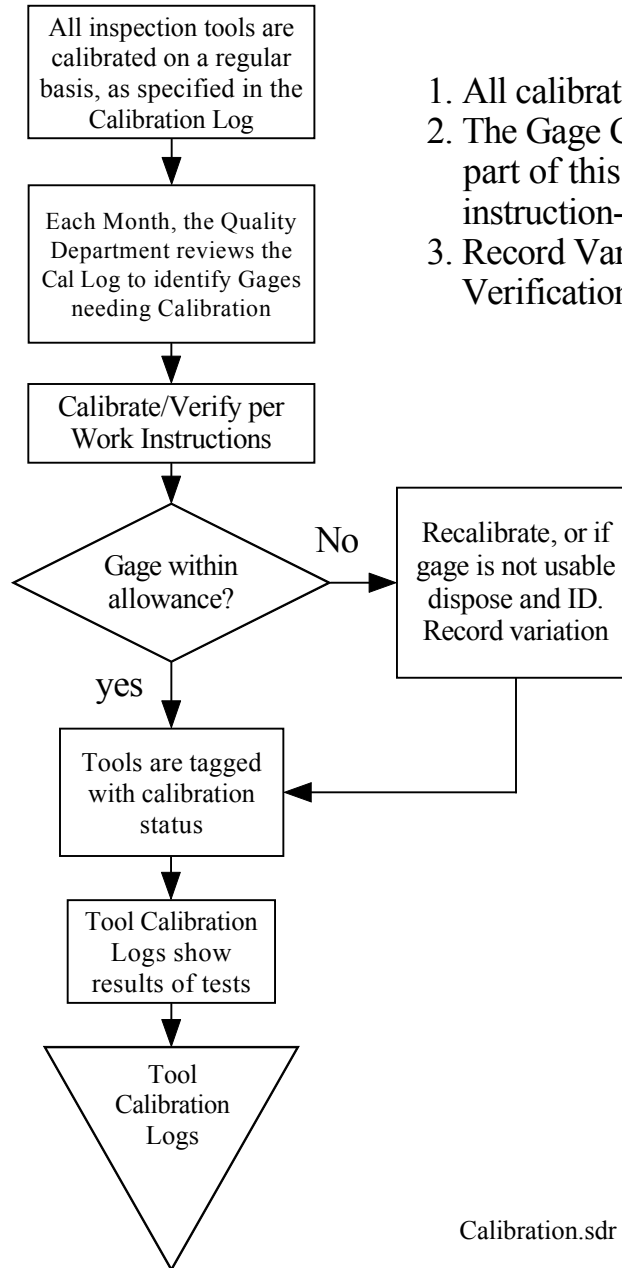 All inspection tools are
calibrated on a regular
basis, as specified in the
Calibration Log
1. All calibrat
2. The Gage C
part of this
instruction-
3. Record Var
Verification
Each Month, the Quality
Department reviews the
Cal Log to identify Gages
needing Calibration
Calibrate/Verify per
Work Instructions
Gage within
allowance?
No
Recalibrate, or if
gage is not usable
dispose and ID.
Record variation
yes
Tools are tagged
with calibration
status
Tool Calibration
Logs show
results of tests
Tool
Calibration
Logs
Calibration.sdr